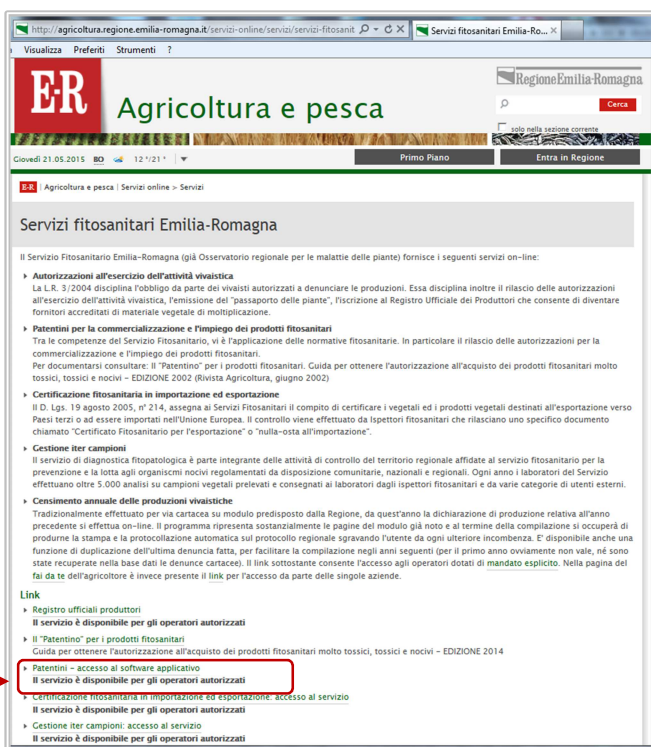 http://agricoltura.regione.emilia-romagna.it/servizi-online/servizi/servizi-fitosanit
Servizi fitosanitari Emilia-Ro...
Visualizza Preferiti Strumenti ?
E·R Agricoltura e pesca
RegioneEmilia-Romagna
Cerca
solo nella sezione corrente
Giovedì 21.05.2015 BO 12°/21° Primo Piano Entra in Regione
E·R | Agricoltura e pesca | Servizi online > Servizi
Servizi fitosanitari Emilia-Romagna
Il Servizio Fitosanitario Emilia-Romagna (già Osservatorio regionale per le malattie delle piante) fornisce i seguenti servizi on-line:
Autorizzazioni all'esercizio dell'attività vivaistica
La L.R. 3/2004 disciplina l'obbligo da parte dei vivaisti autorizzati a denunciare le produzioni. Essa disciplina inoltre il rilascio delle autorizzazioni
all'esercizio dell'attività vivaistica, l'emissione del "passaporto delle piante", l'iscrizione al Registro Ufficiale dei Produttori che consente di diventare
fornitori accreditati di materiale vegetale di moltiplicazione.
Patentini per la commercializzazione e l'impiego dei prodotti fitosanitari
Tra le competenze del Servizio Fitosanitario, vi è l'applicazione delle normative fitosanitarie. In particolare il rilascio delle autorizzazioni per la
commercializzazione e l'impiego dei prodotti fitosanitari.
Per documentarsi consultare: Il "Patentino" per i prodotti fitosanitari. Guida per ottenere l'autorizzazione all'acquisto dei prodotti fitosanitari molto
tossici, tossici e nocivi - EDIZIONE 2002 (Rivista Agricoltura, giugno 2002)
Certificazione fitosanitaria in importazione ed esportazione
Il D. Lgs. 19 agosto 2005, n° 214, assegna ai Servizi Fitosanitari il compito di certificare i vegetali ed i prodotti vegetali destinati all'esportazione verso
Paesi terzi o ad essere importati nell'Unione Europea. Il controllo viene effettuato da Ispettori fitosanitari che rilasciano uno specifico documento
chiamato "Certificato Fitosanitario per l'esportazione" o "nulla-osta all'importazione".
Gestione iter campioni
Il servizio di diagnostica fitopatologica è parte integrante delle attività di controllo del territorio regionale affidate al servizio fitosanitario per la
prevenzione e la lotta agli organiscmi nocivi regolamentati da disposizione comunitarie, nazionali e regionali. Ogni anno i laboratori del Servizio
effettuano oltre 5.000 analisi su campioni vegetali prelevati e consegnati ai laboratori dagli ispettori fitosanitari e da varie categorie di utenti esterni.
Censimento annuale delle produzioni vivaistiche
Tradizionalmente effettuato per via cartacea su modulo predisposto dalla Regione, da quest'anno la dichiarazione di produzione relativa all'anno
precedente si effettua on-line. Il programma ripresenta sostanzialmente le pagine del modulo già noto e al termine della compilazione si occuperà di
produrne la stampa e la protocollazione automatica sul protocollo regionale sgravando l'utente da ogni ulteriore incombenza. E' disponibile anche una
funzione di duplicazione dell'ultima denuncia fatta, per facilitare la compilazione negli anni seguenti (per il primo anno ovviamente non vale, né sono
state recuperate nella base dati le denunce cartacee). Il link sottostante consente l'accesso agli operatori dotati di mandato esplicito. Nella pagina del
fai da te dell'agricoltore è invece presente il link per l'accesso da parte delle singole aziende.
Link
Registro ufficiali produttori
Il servizio è disponibile per gli operatori autorizzati
Il "Patentino" per i prodotti fitosanitari
Guida per ottenere l'autorizzazione all'acquisto dei prodotti fitosanitari molto tossici, tossici e nocivi - EDIZIONE 2014
Patentini - accesso al software applicativo
Il servizio è disponibile per gli operatori autorizzati
Certificazione fitosanitaria in importazione ed esportazione: accesso al servizio
Il servizio è disponibile per gli operatori autorizzati
Gestione iter campioni: accesso al servizio
Il servizio è disponibile per gli operatori autorizzati